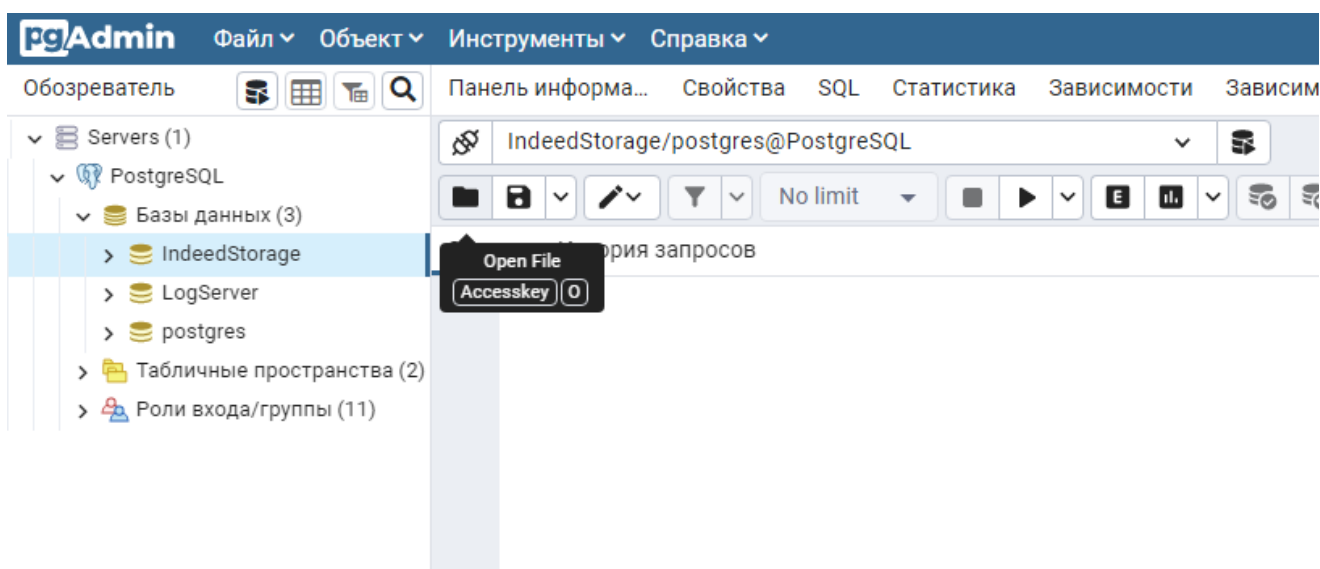 pgAdmin Файл Объект Инструменты Справка
Обозреватель
Панель информа... Свойства SQL Статистика Зависимости Зависим
Servers (1)
IndeedStorage/postgres@PostgreSQL
PostgreSQL
No limit E
Базы данных (3)
IndeedStorage
рия запросов
Open File
Accesskey O
LogServer
postgres
Табличные пространства (2)
Роли входа/группы (11)